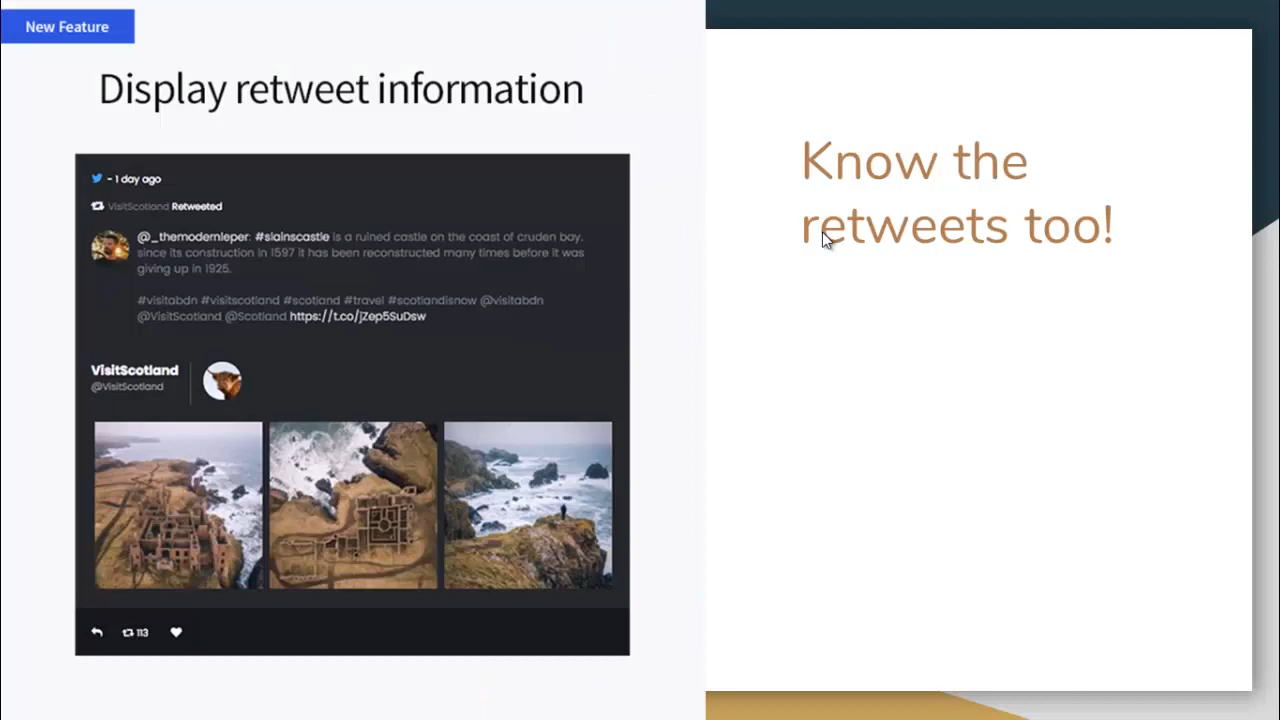 New Feature
Display retweet information
- 1 day ago
VisitScotland Retweeted
@_themodernleper: #slainscastle is a ruined castle on the coast of cruden bay.
since its construction in 1597 it has been reconstructed many times before it was
giving up in 1925.
#visitabdn #visitscotland #scotland #travel #scotlandisnow @visitabdn
@VisitScotland @Scotland https://t.co/jZep5SuDsw
VisitScotland
@VisitScotland
113
Know the
retweets too!